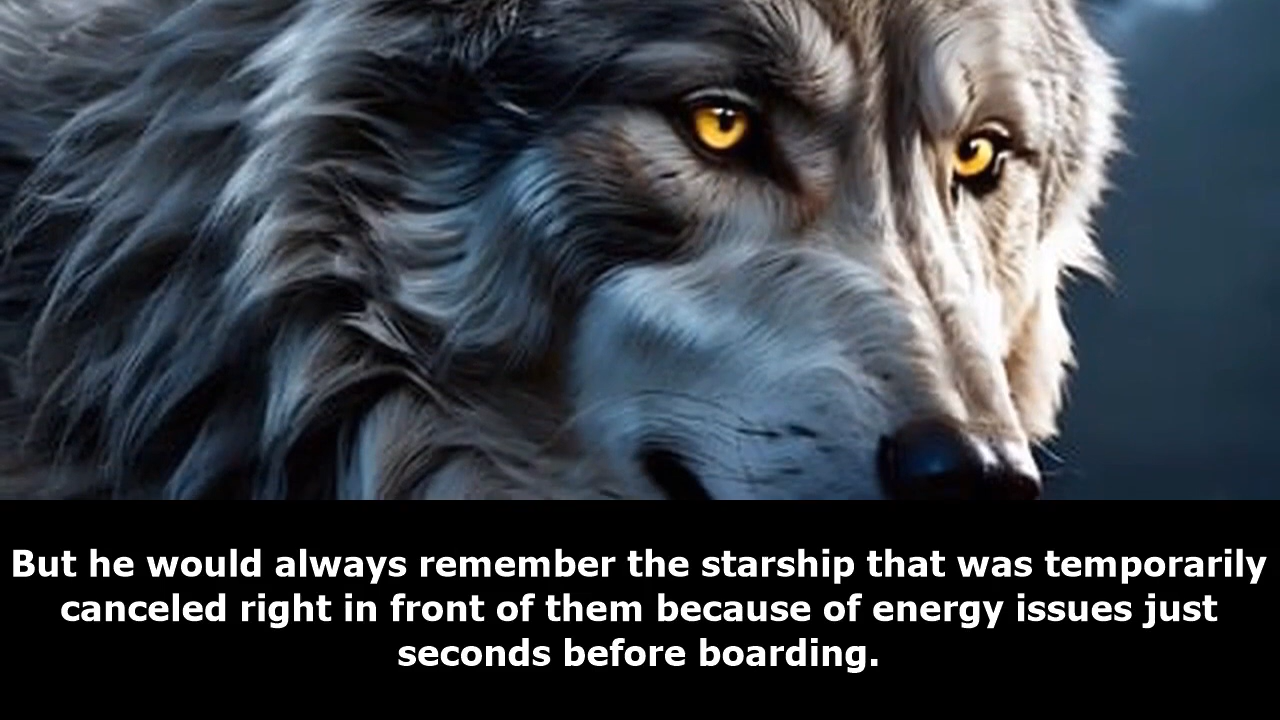 But he would always remember the starship that was temporarily
canceled right in front of them because of energy issues just
seconds before boarding.